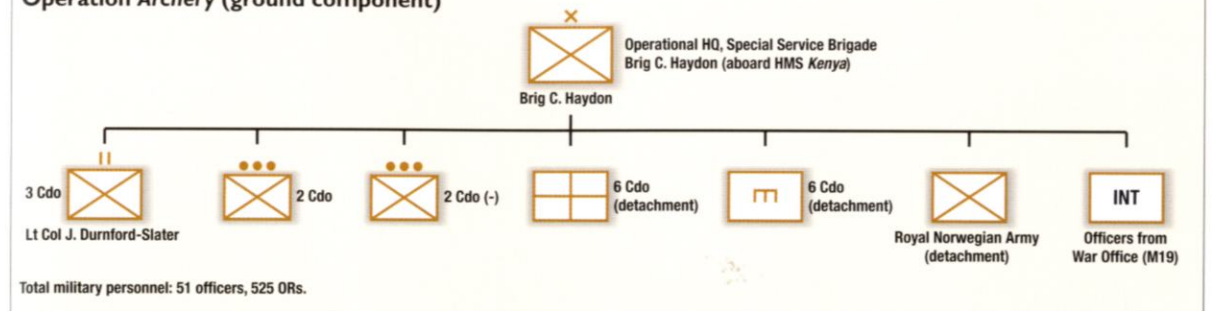 Operation Archery (ground component)
Operational HQ, Special Service Brigade
Brig C. Haydon (aboard HMS Kenya)
Brig C. Haydon
3 Cdo
2 Cdo
2 Cdo (-)
6 Cdo
(detachment)
6 Cdo
(detachment)
INT
Lt Col J. Durnford-Slater
Royal Norwegian Army
(detachment)
Officers from
War Office (M19)
Total military personnel: 51 officers, 525 ORs.